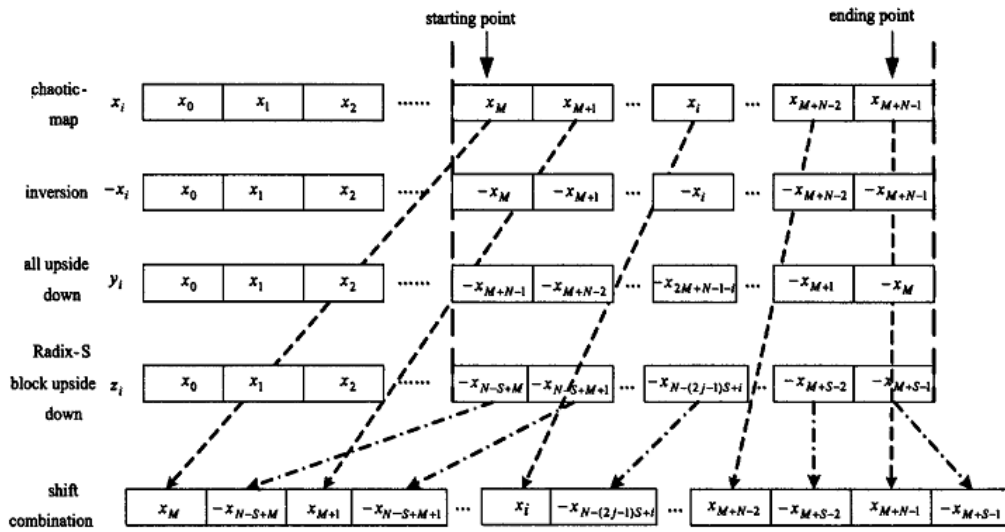 starting point ending point
chaotic-map x_i x_0 x_1 x_2 ...... x_M x_{M+1} ... x_i ... x_{M+N-2} x_{M+N-1}
inversion -x_i x_0 x_1 x_2 ...... -x_M -x_{M+1} ... -x_i ... -x_{M+N-2} -x_{M+N-1}
all upside down y_i x_0 x_1 x_2 ...... -x_{M+N-1} -x_{M+N-2} ... -x_{2M+N-1-i} ... -x_{M+1} -x_M
Radix-S block upside down z_i x_0 x_1 x_2 ...... -x_{N-S+M} -x_{N-S+M+1} ... -x_{N-(2j-1)S+i} ... -x_{M+S-2} -x_{M+S-1}
shift combination x_M -x_{N-S+M} x_{M+1} -x_{N-S+M+1} ... x_i -x_{N-(2j-1)S+i} ... x_{M+N-2} -x_{M+S-2} x_{M+N-1} -x_{M+S-1}